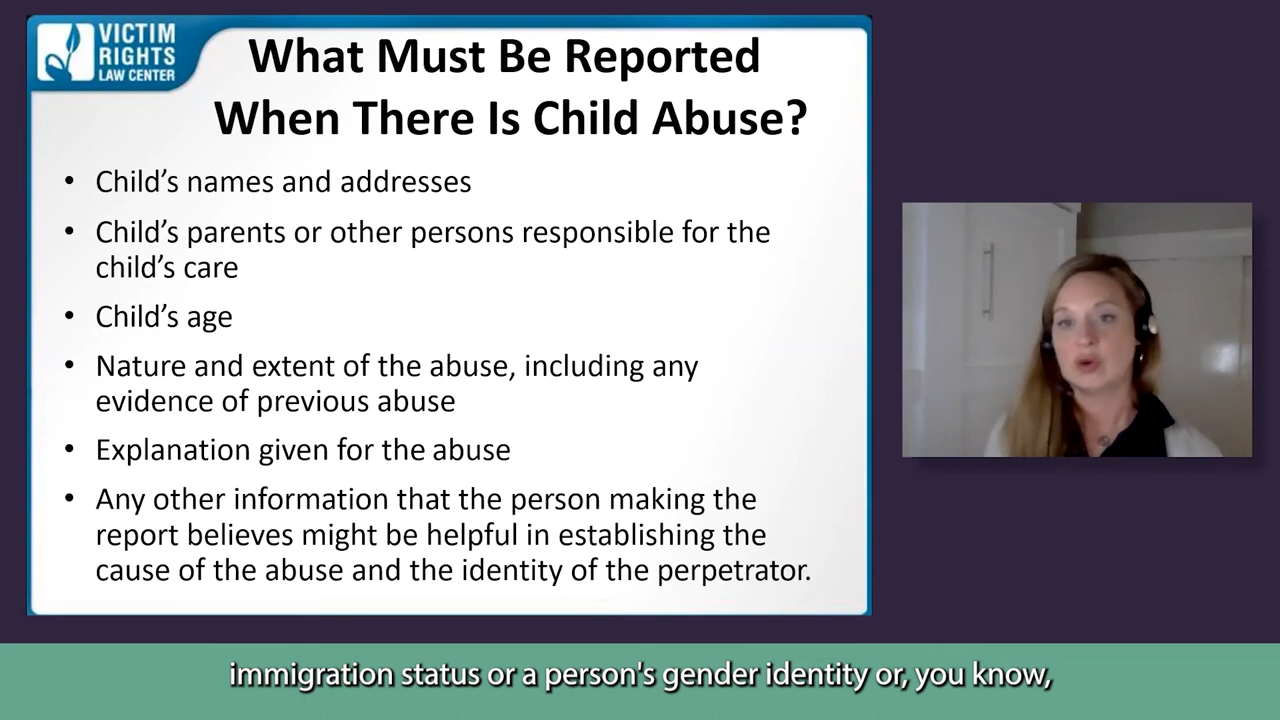 VICTIM
RIGHTS
LAW CENTER
What Must Be Reported
When There Is Child Abuse?
• Child’s names and addresses
• Child’s parents or other persons responsible for the
child’s care
• Child’s age
• Nature and extent of the abuse, including any
evidence of previous abuse
• Explanation given for the abuse
• Any other information that the person making the
report believes might be helpful in establishing the
cause of the abuse and the identity of the perpetrator.
immigration status or a person's gender identity or, you know,